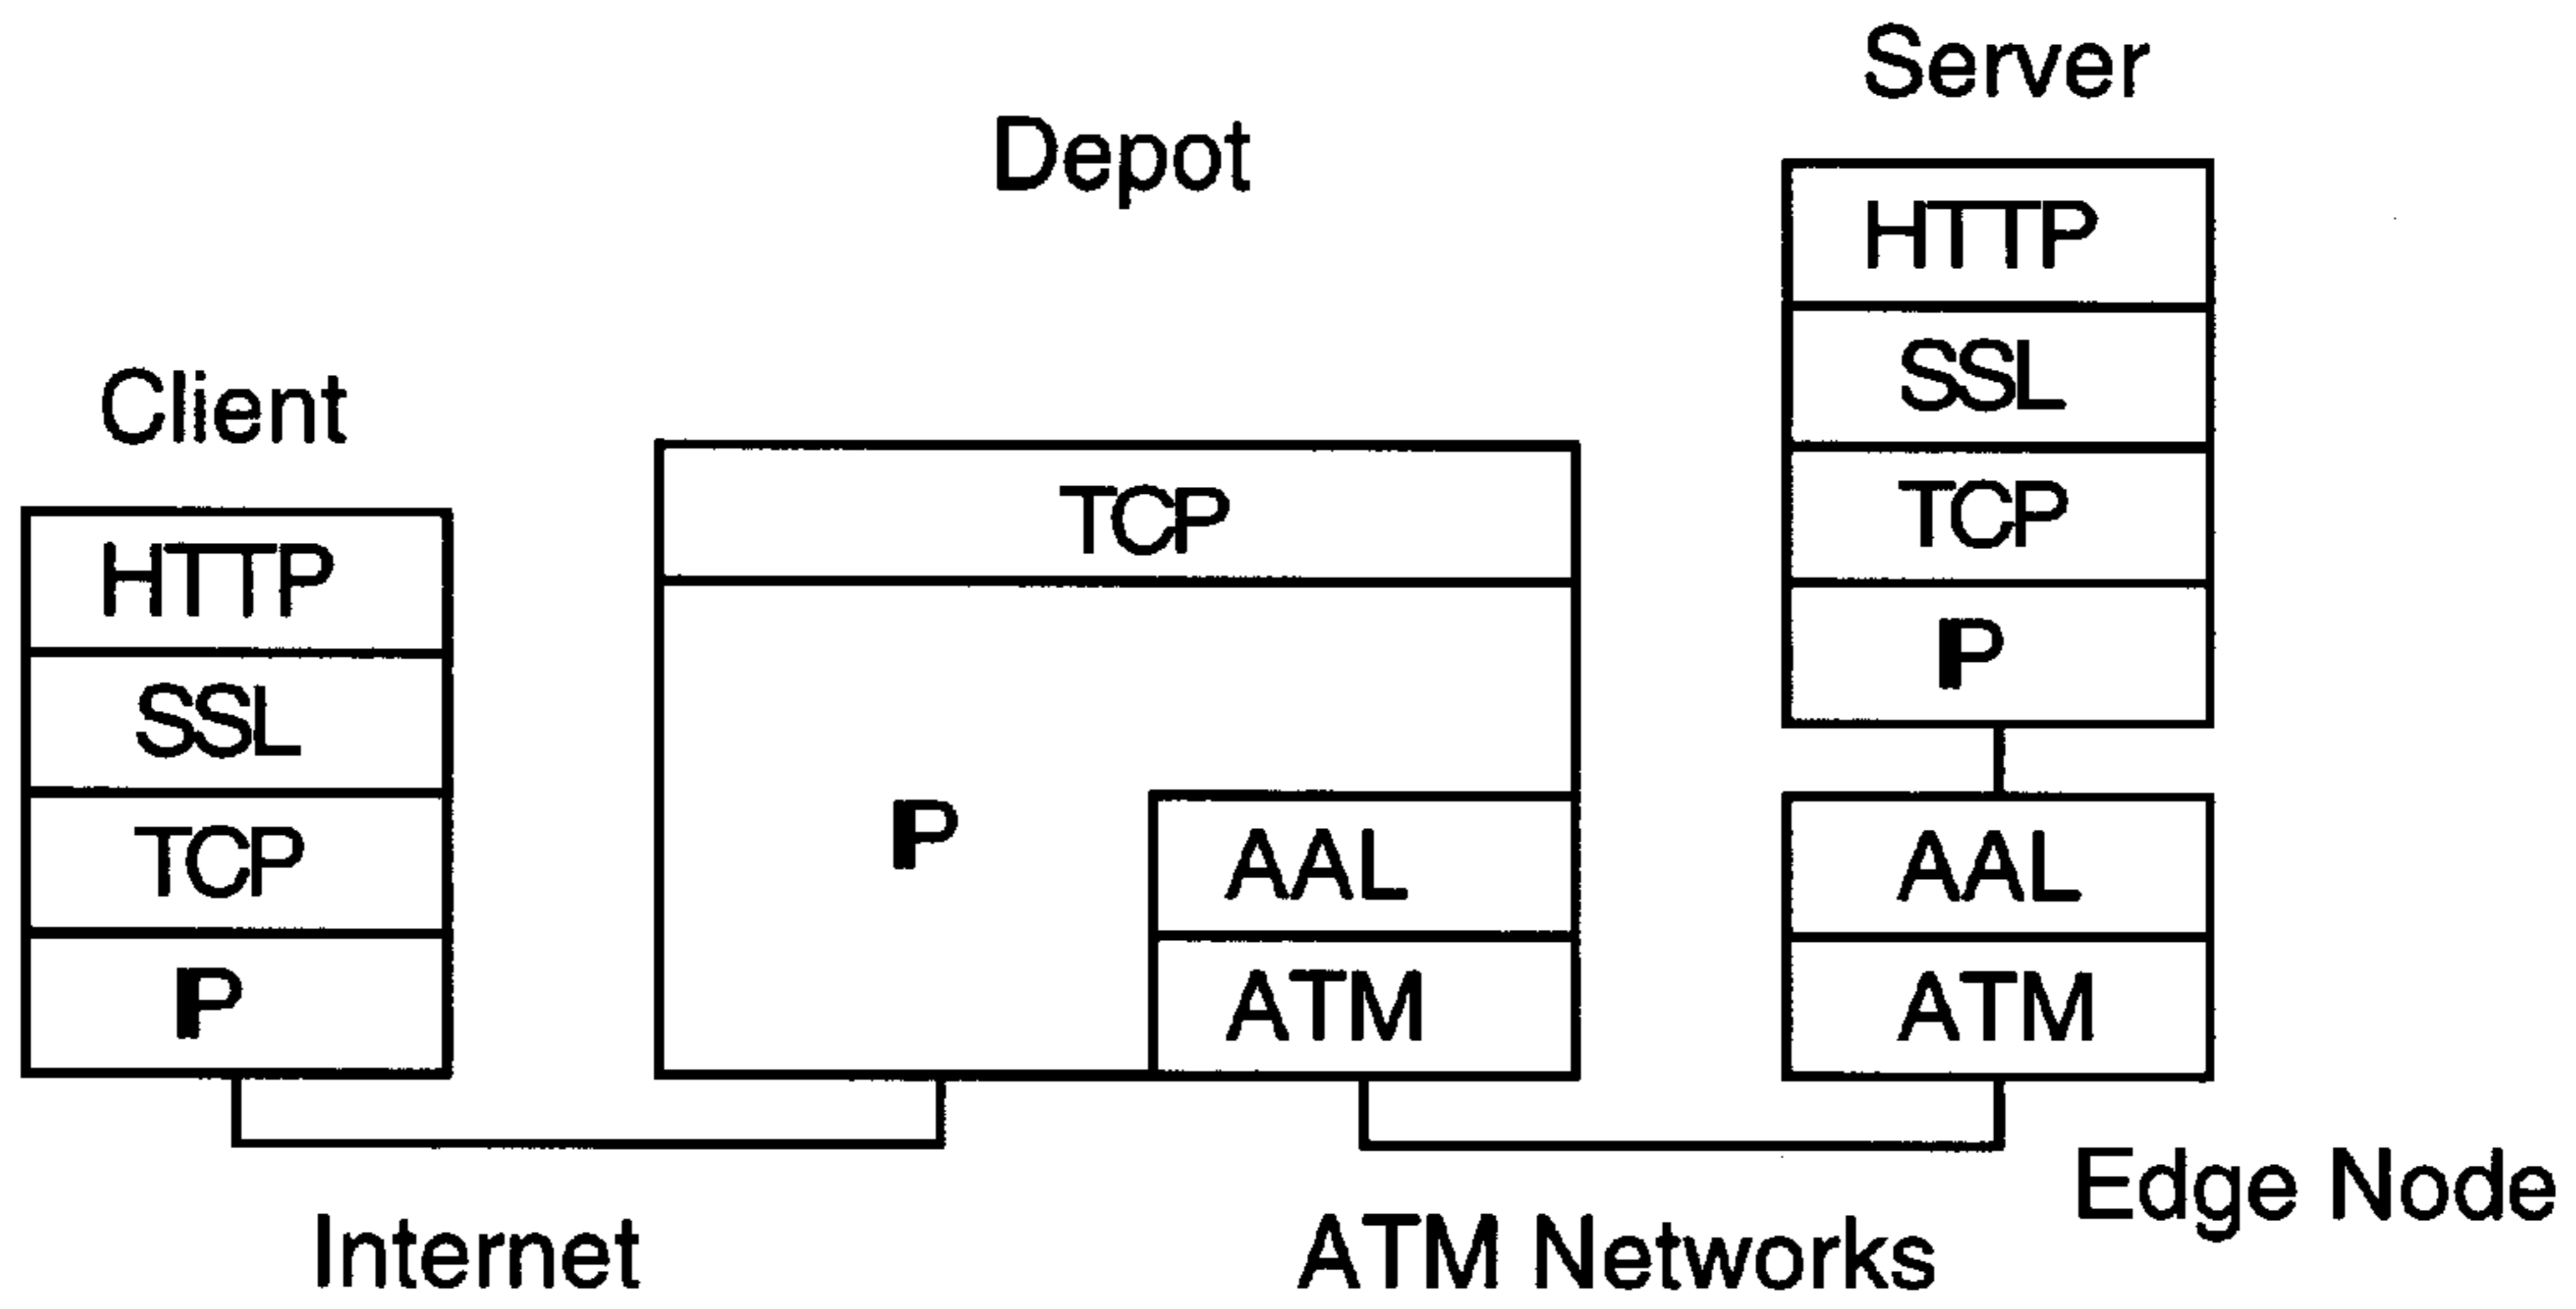 Client
HTTP
SSL
TCP
IP
Internet
Depot
TCP
IP
AAL
ATM
ATM Networks
Server
HTTP
SSL
TCP
IP
AAL
ATM
Edge Node